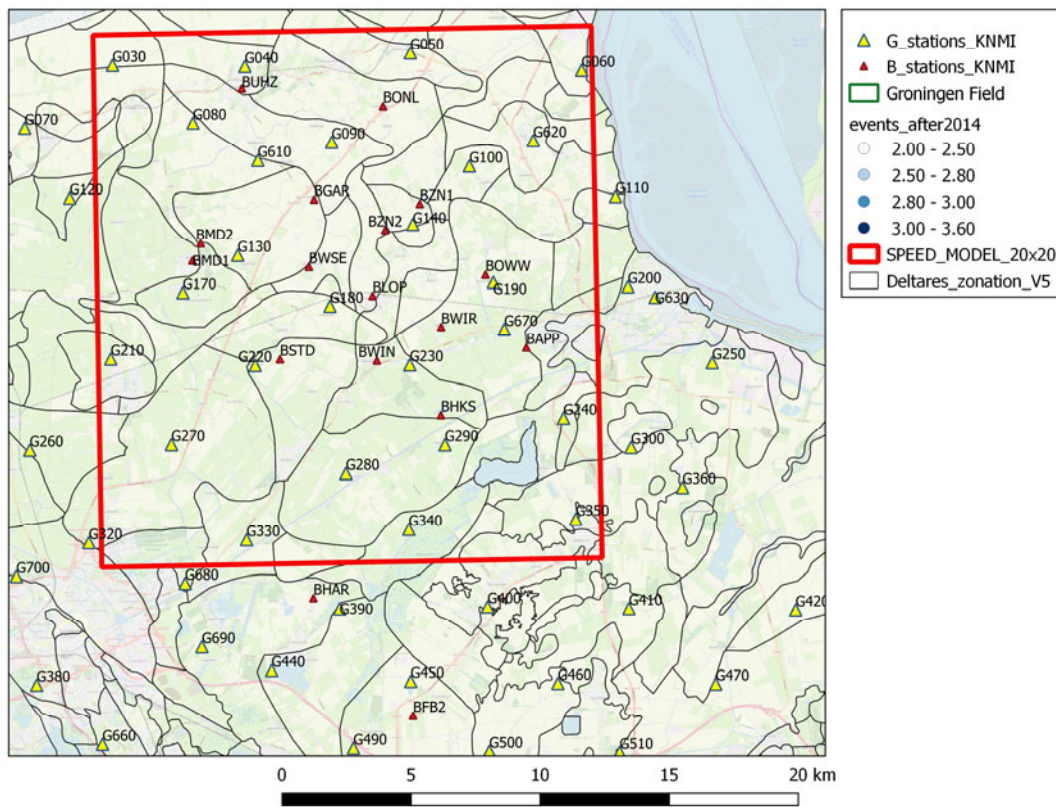 G050
G030
G040
G060
BUHZ
BONL
G070
G080
G090
G620
G610
G100
G120
BGAR
BZN1
G110
BZN2
G140
BMD2
G130
BMD1
BWSE
BOWW
G170
G190
G200
BLOP
G630
G180
BWIR
G670
BAPP
G210
BSTD
BWIN
G230
G220
G250
BHKS
G240
G260
G270
G290
G300
G280
G360
G350
G320
G330
G340
G700
G680
BHAR
G390
G400
G410
G420
G690
G440
G450
G460
G470
G380
BFB2
G660
G490
G500
G510
G_stations_KNMI
B_stations_KNMI
Groningen Field
events_after2014
2.00 - 2.50
2.50 - 2.80
2.80 - 3.00
3.00 - 3.60
SPEED_MODEL_20x20
Deltares_zonation_V5
0 5 10 15 20 km